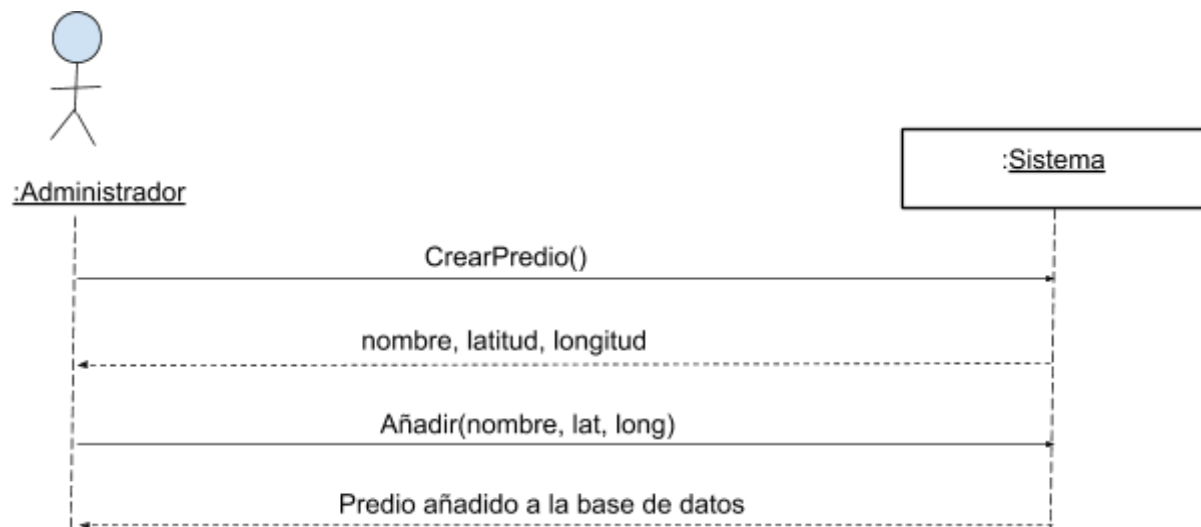 :Administrador
:Sistema
CrearPredio()
nombre, latitud, longitud
Añadir(nombre, lat, long)
Predio añadido a la base de datos